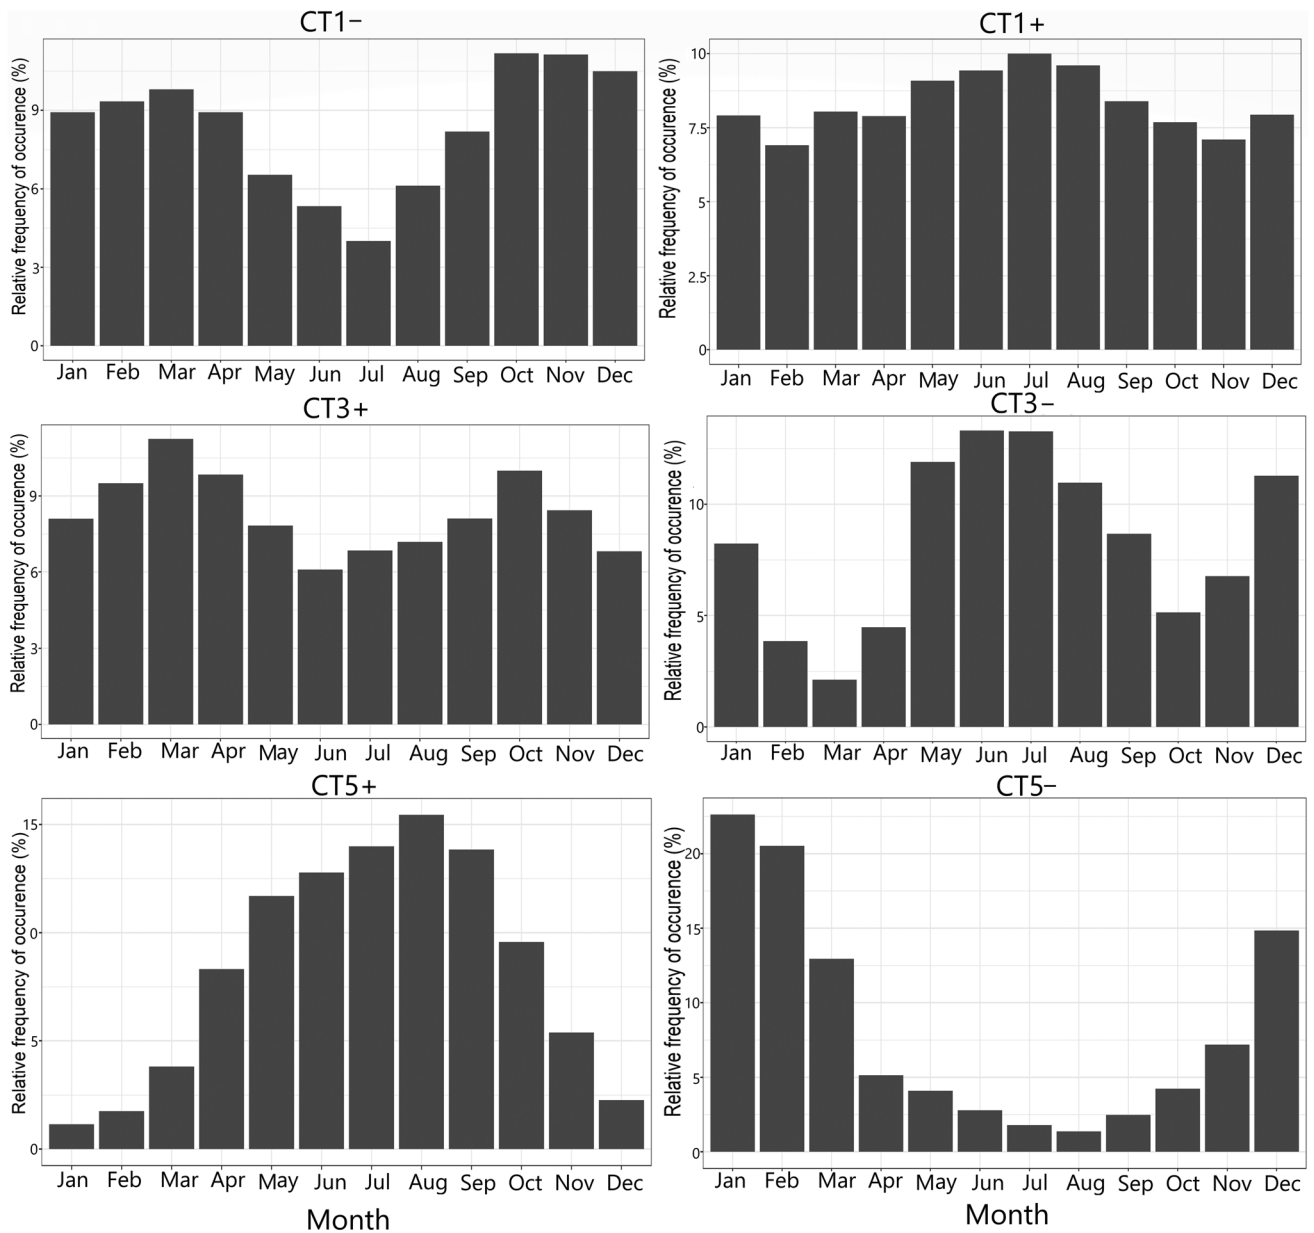 CT1−
Relative frequency of occurence (%)
9
6
3
0
Jan Feb Mar Apr May Jun Jul Aug Sep Oct Nov Dec
CT1+
Relative frequency of occurence (%)
10
7.5
5
2.5
0
Jan Feb Mar Apr May Jun Jul Aug Sep Oct Nov Dec
CT3+
Relative frequency of occurence (%)
9
6
3
0
Jan Feb Mar Apr May Jun Jul Aug Sep Oct Nov Dec
CT3−
Relative frequency of occurence (%)
10
5
0
Jan Feb Mar Apr May Jun Jul Aug Sep Oct Nov Dec
CT5+
Relative frequency of occurence (%)
15
0
5
0
Jan Feb Mar Apr May Jun Jul Aug Sep Oct Nov Dec
Month
CT5−
Relative frequency of occurence (%)
20
15
10
5
0
Jan Feb Mar Apr May Jun Jul Aug Sep Oct Nov Dec
Month